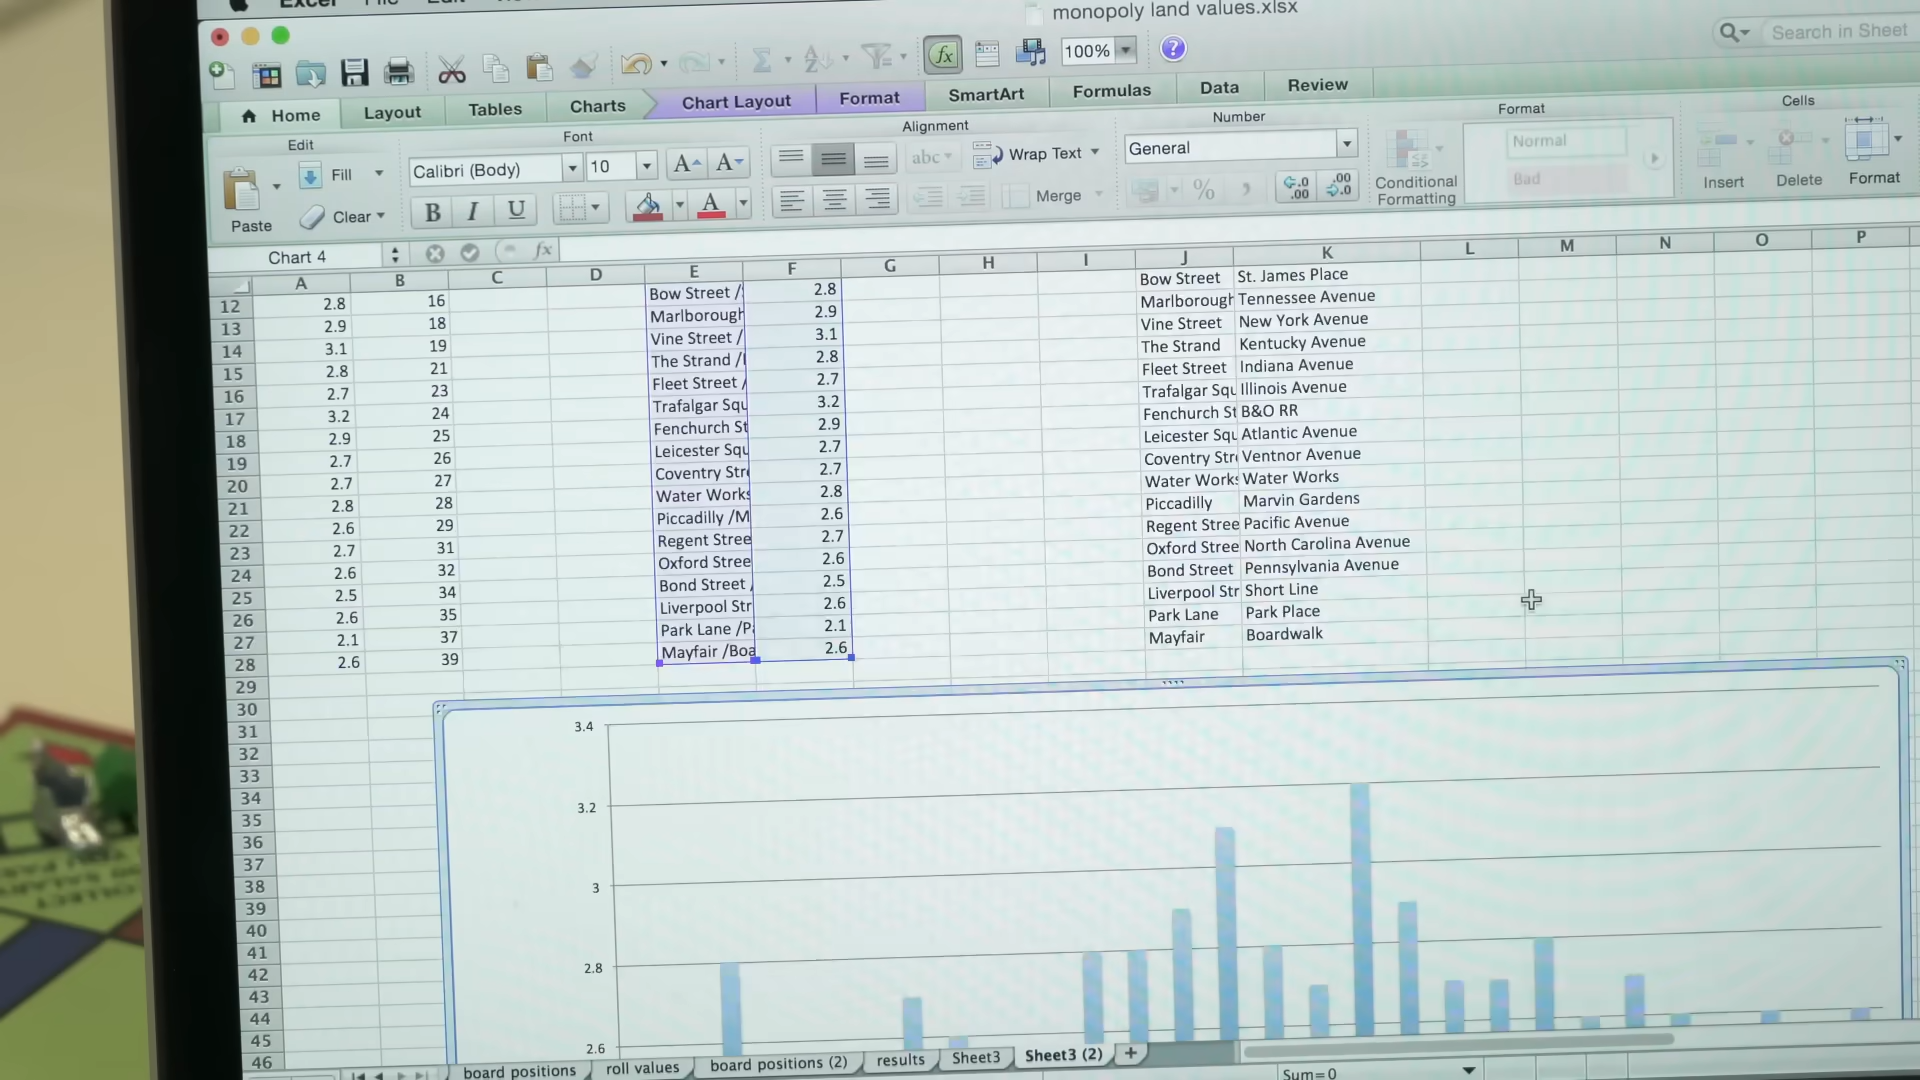 Excel File Edit
monopoly land values.xlsx
100%
Search in Sheet
Home Layout Tables Charts Chart Layout Format SmartArt Formulas Data Review
Edit Font Alignment Number Format Cells
Paste Fill Clear
Calibri (Body) 10
B I U
abc Wrap Text
Merge
General
Conditional Formatting
Normal
Bad
Insert Delete Format
Chart 4 fx
A B C D E F G H I J K L M N O P
12 2.8 16 Bow Street / 2.8 Bow Street St. James Place
13 2.9 18 Marlborough 2.9 Marlborough Tennessee Avenue
14 3.1 19 Vine Street / 3.1 Vine Street New York Avenue
15 2.8 21 The Strand / 2.8 The Strand Kentucky Avenue
16 2.7 23 Fleet Street / 2.7 Fleet Street Indiana Avenue
17 3.2 24 Trafalgar Squ 3.2 Trafalgar Squ Illinois Avenue
18 2.9 25 Fenchurch St 2.9 Fenchurch St B&O RR
19 2.7 26 Leicester Squ 2.7 Leicester Squ Atlantic Avenue
20 2.7 27 Coventry Stre 2.7 Coventry Stre Ventnor Avenue
21 2.8 28 Water Works 2.8 Water Works Water Works
22 2.6 29 Piccadilly /M 2.6 Piccadilly Marvin Gardens
23 2.7 31 Regent Stree 2.7 Regent Stree Pacific Avenue
24 2.6 32 Oxford Stree 2.6 Oxford Stree North Carolina Avenue
25 2.5 34 Bond Street / 2.5 Bond Street Pennsylvania Avenue
26 2.6 35 Liverpool Str 2.6 Liverpool Str Short Line
27 2.1 37 Park Lane /Pa 2.1 Park Lane Park Place
28 2.6 39 Mayfair /Boa 2.6 Mayfair Boardwalk
29
30
31
32
33
34
35
36
37
38
39
40
41
42
43
44
45
46
3.4
3.2
3
2.8
2.6
board positions roll values board positions (2) results Sheet3 Sheet3 (2) +
Sum=0
COLLECT